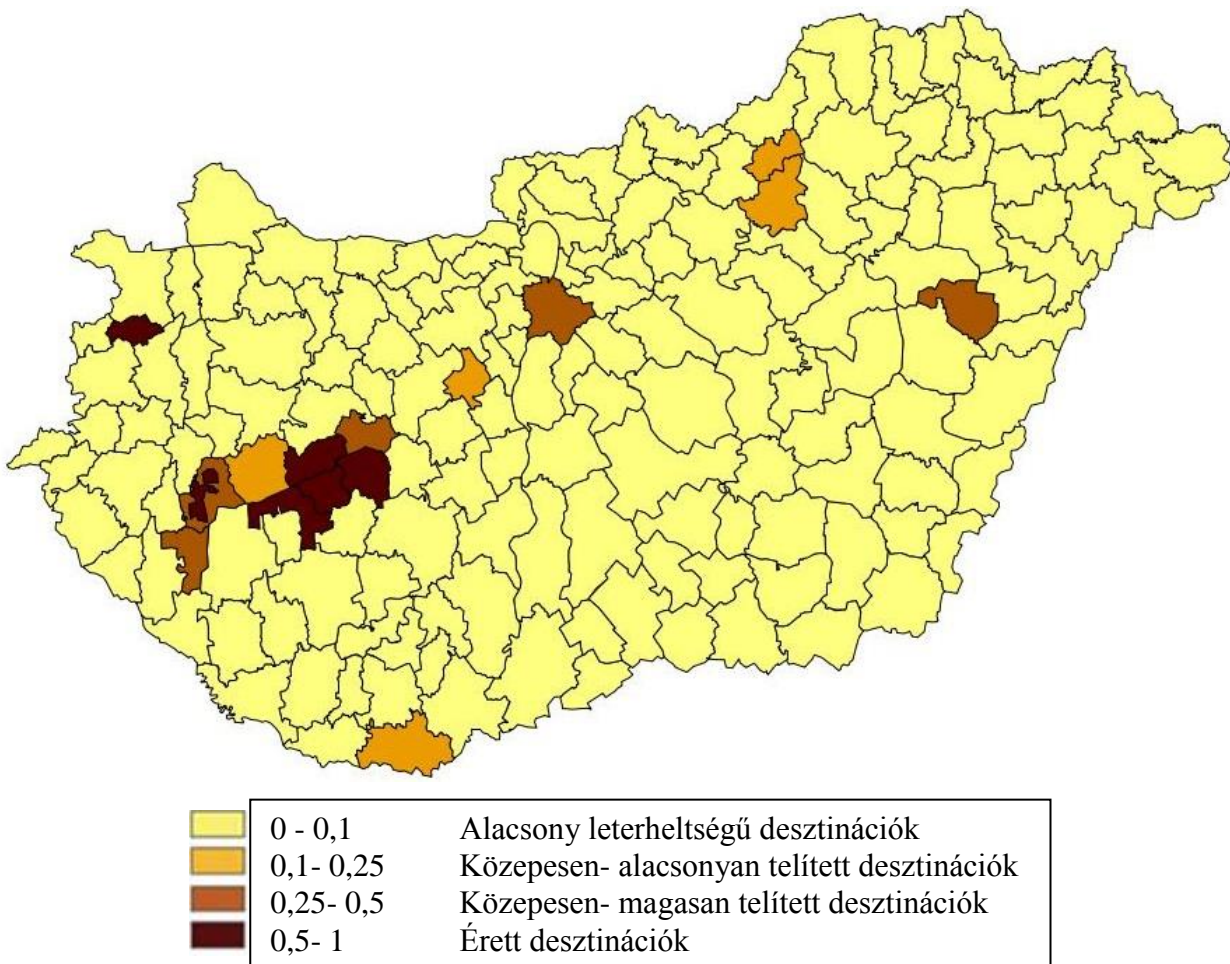 0 - 0,1 Alacsony leterheltségű desztinációk
0,1- 0,25 Közepesen- alacsonyan telített desztinációk
0,25- 0,5 Közepesen- magasan telített desztinációk
0,5- 1 Érett desztinációk